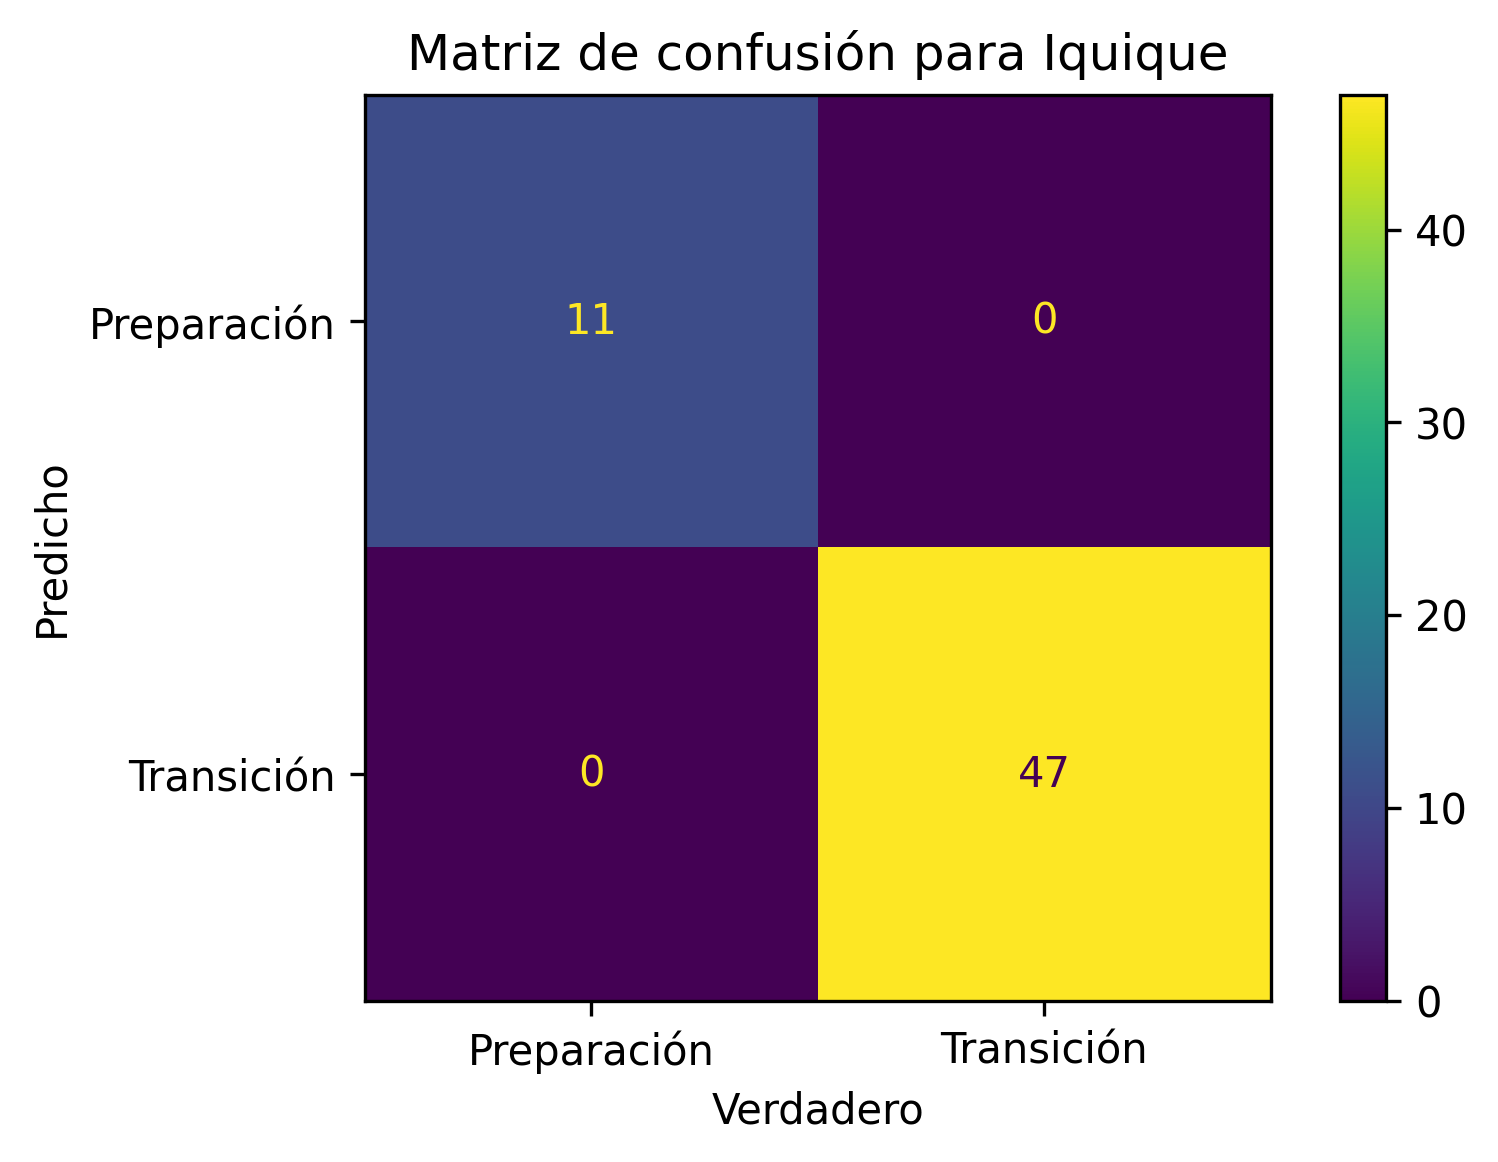 Matriz de confusión para Iquique
Predicho
Preparación
11
0
Transición
0
47
Preparación
Transición
Verdadero
40
30
20
10
0